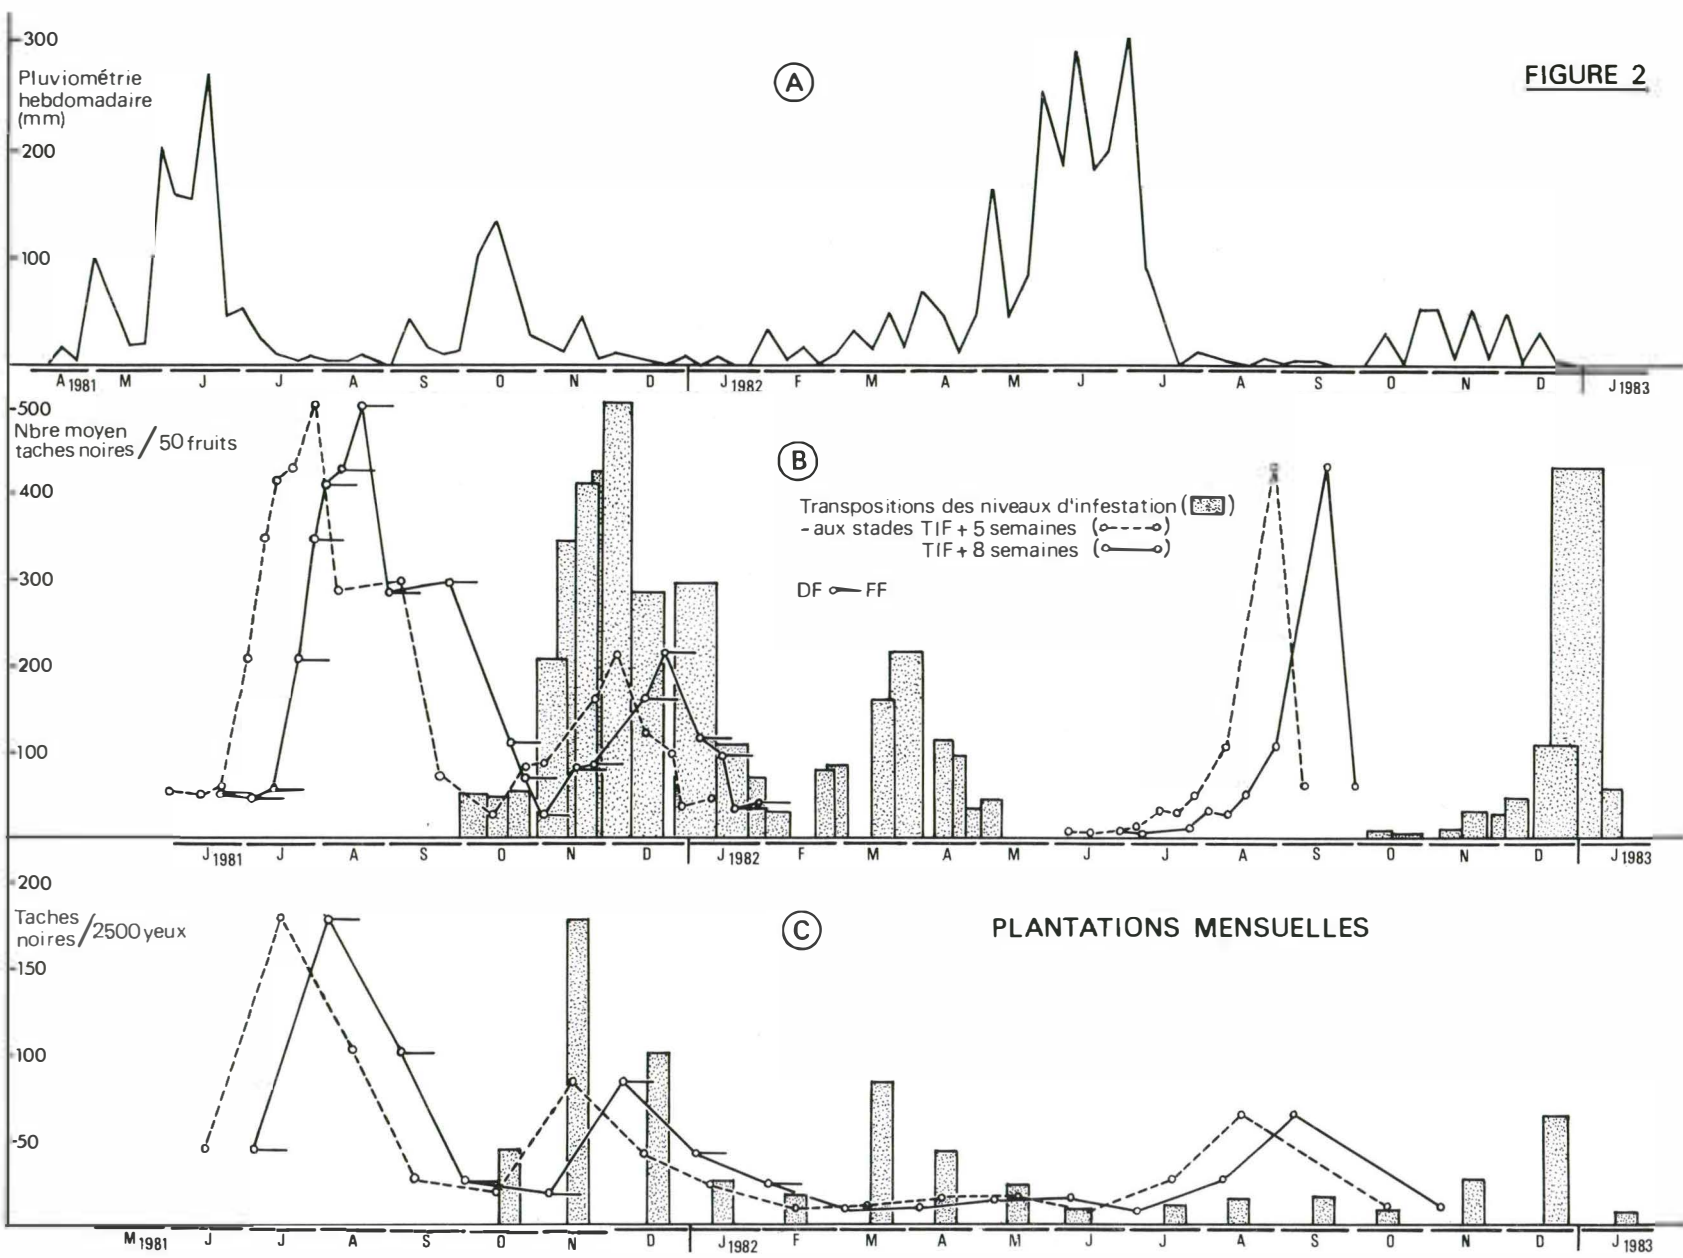 300
Pluviométrie
hebdomadaire
(mm)
200
100
A
FIGURE 2
A 1981 M J J A S O N D J 1982 F M A M J J A S O N D J 1983
500
Nbre moyen
taches noires / 50 fruits
400
300
200
100
B
Transpositions des niveaux d'infestation ( )
- aux stades TIF + 5 semaines ( )
TIF + 8 semaines ( )
DF FF
J 1981 J A S O N D J 1982 F M A M J J A S O N D J 1983
200
Taches
noires / 2500 yeux
150
100
50
C
PLANTATIONS MENSUELLES
M 1981 J J A S O N D J 1982 F M A M J J A S O N D J 1983